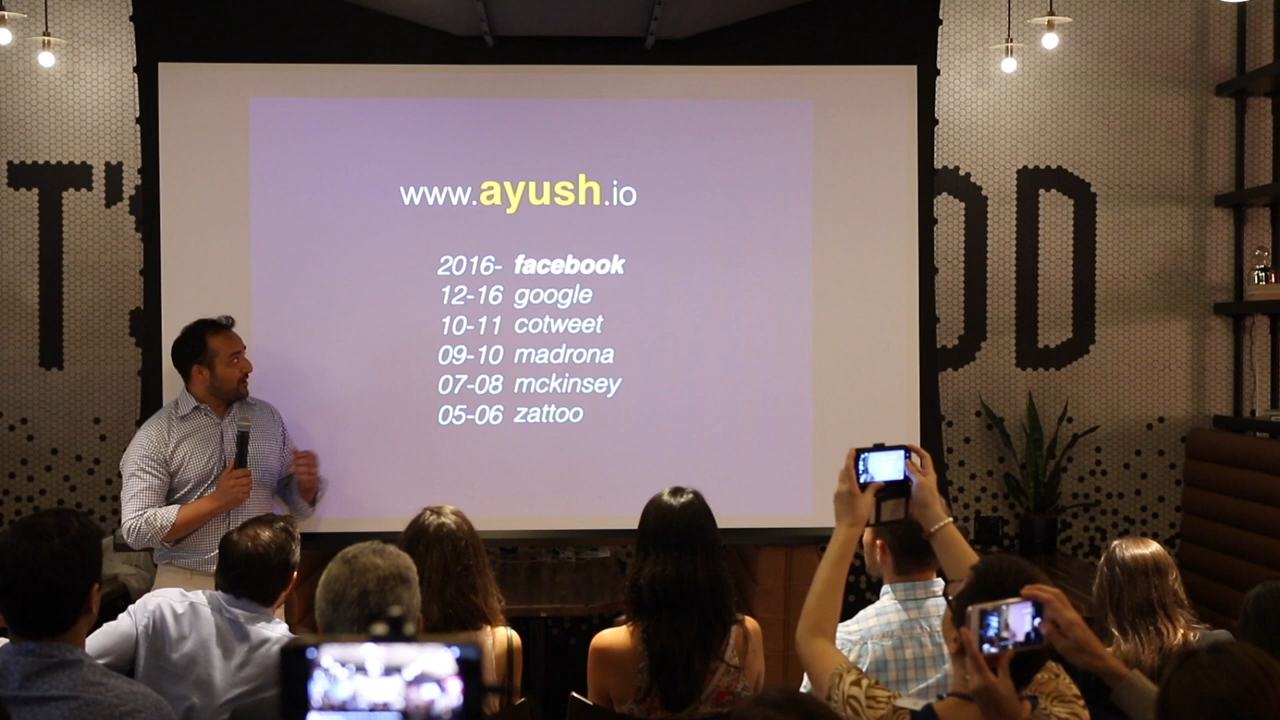 www.ayush.io
2016- facebook
12-16 google
10-11 cotweet
09-10 madrona
07-08 mckinsey
05-06 zattoo